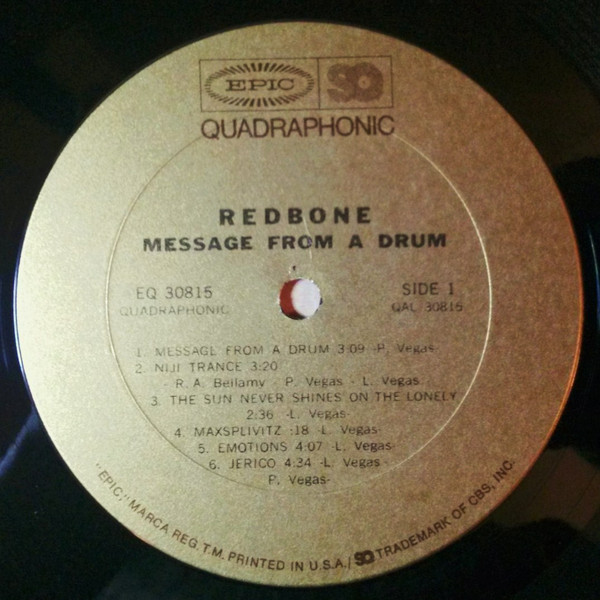 EPIC SQ
QUADRAPHONIC
REDBONE
MESSAGE FROM A DRUM
EQ 30815 SIDE 1
QUADRAPHONIC QAL 30815
1. MESSAGE FROM A DRUM 3:09 -P. Vegas-
2. NIJI TRANCE 3:20
- R. A. Bellamy - P. Vegas - L. Vegas
3. THE SUN NEVER SHINES ON THE LONELY
2:36 -L. Vegas-
4. MAXSPLIVITZ :18 -L. Vegas-
5. EMOTIONS 4:07 -L. Vegas-
6. JERICO 4:34 -L. Vegas -
P. Vegas-
"EPIC," MARCA REG. T.M. PRINTED IN U.S.A./ SQ TRADEMARK OF CBS, INC.